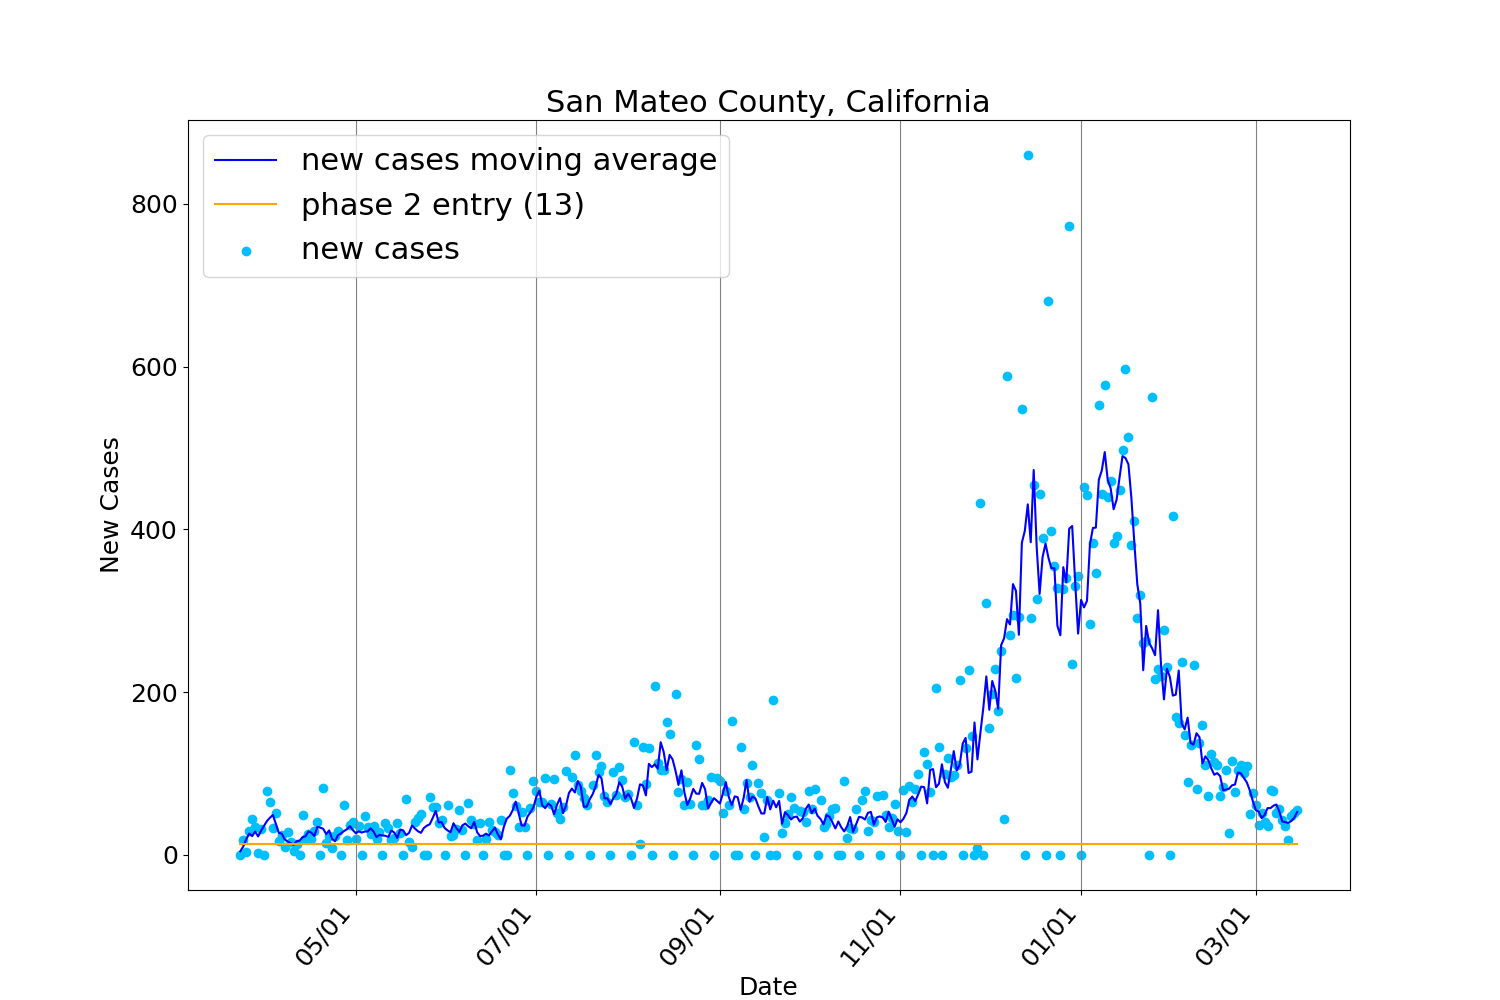 San Mateo County, California
new cases moving average
phase 2 entry (13)
new cases
800
600
400
200
0
New Cases
05/01
07/01
09/01
11/01
01/01
03/01
Date